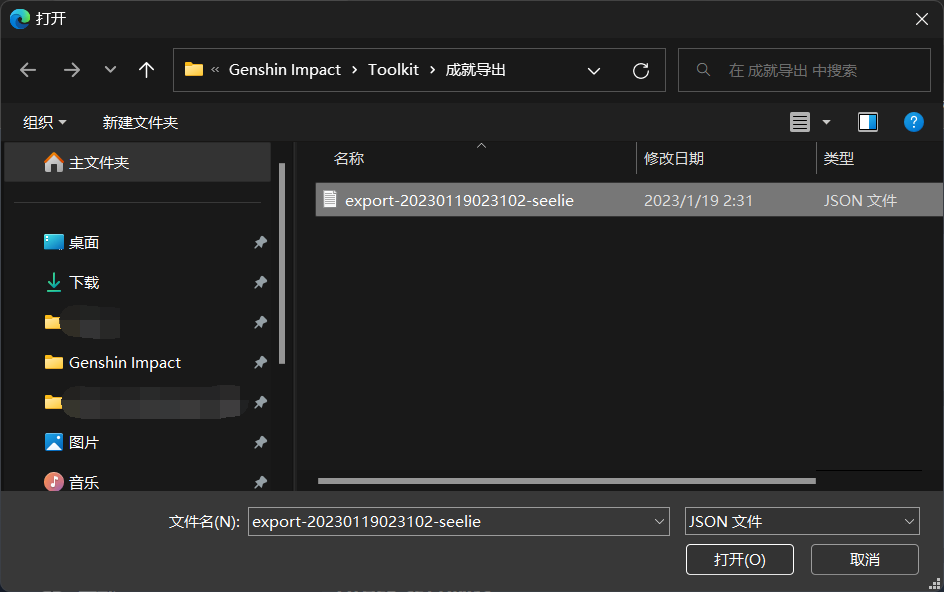 打开
« Genshin Impact › Toolkit › 成就导出
在 成就导出 中搜索
组织
新建文件夹
主文件夹
桌面
下载
Genshin Impact
图片
音乐
名称
修改日期
类型
export-20230119023102-seelie
2023/1/19 2:31
JSON 文件
文件名(N):
export-20230119023102-seelie
JSON 文件
打开(O)
取消